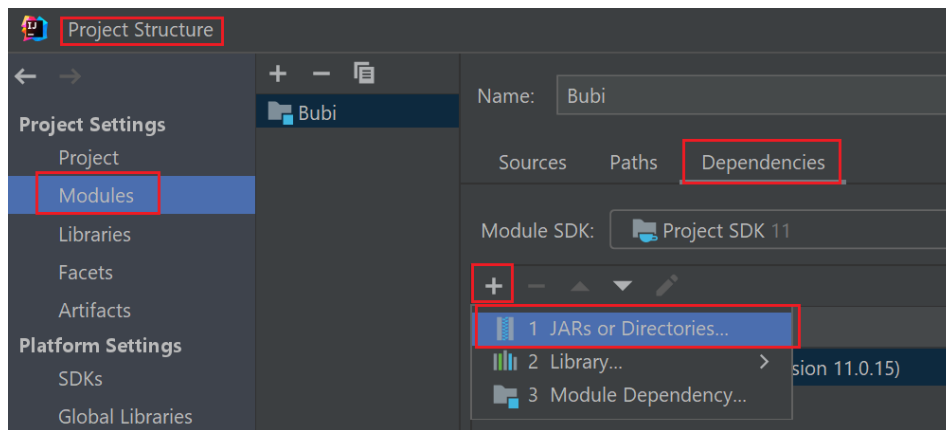 Project Structure
Project Settings
Project
Modules
Libraries
Facets
Artifacts
Platform Settings
SDKs
Global Libraries
Bubi
Name: Bubi
Sources Paths Dependencies
Module SDK: Project SDK 11
1 JARs or Directories...
2 Library...
3 Module Dependency...
sion 11.0.15)